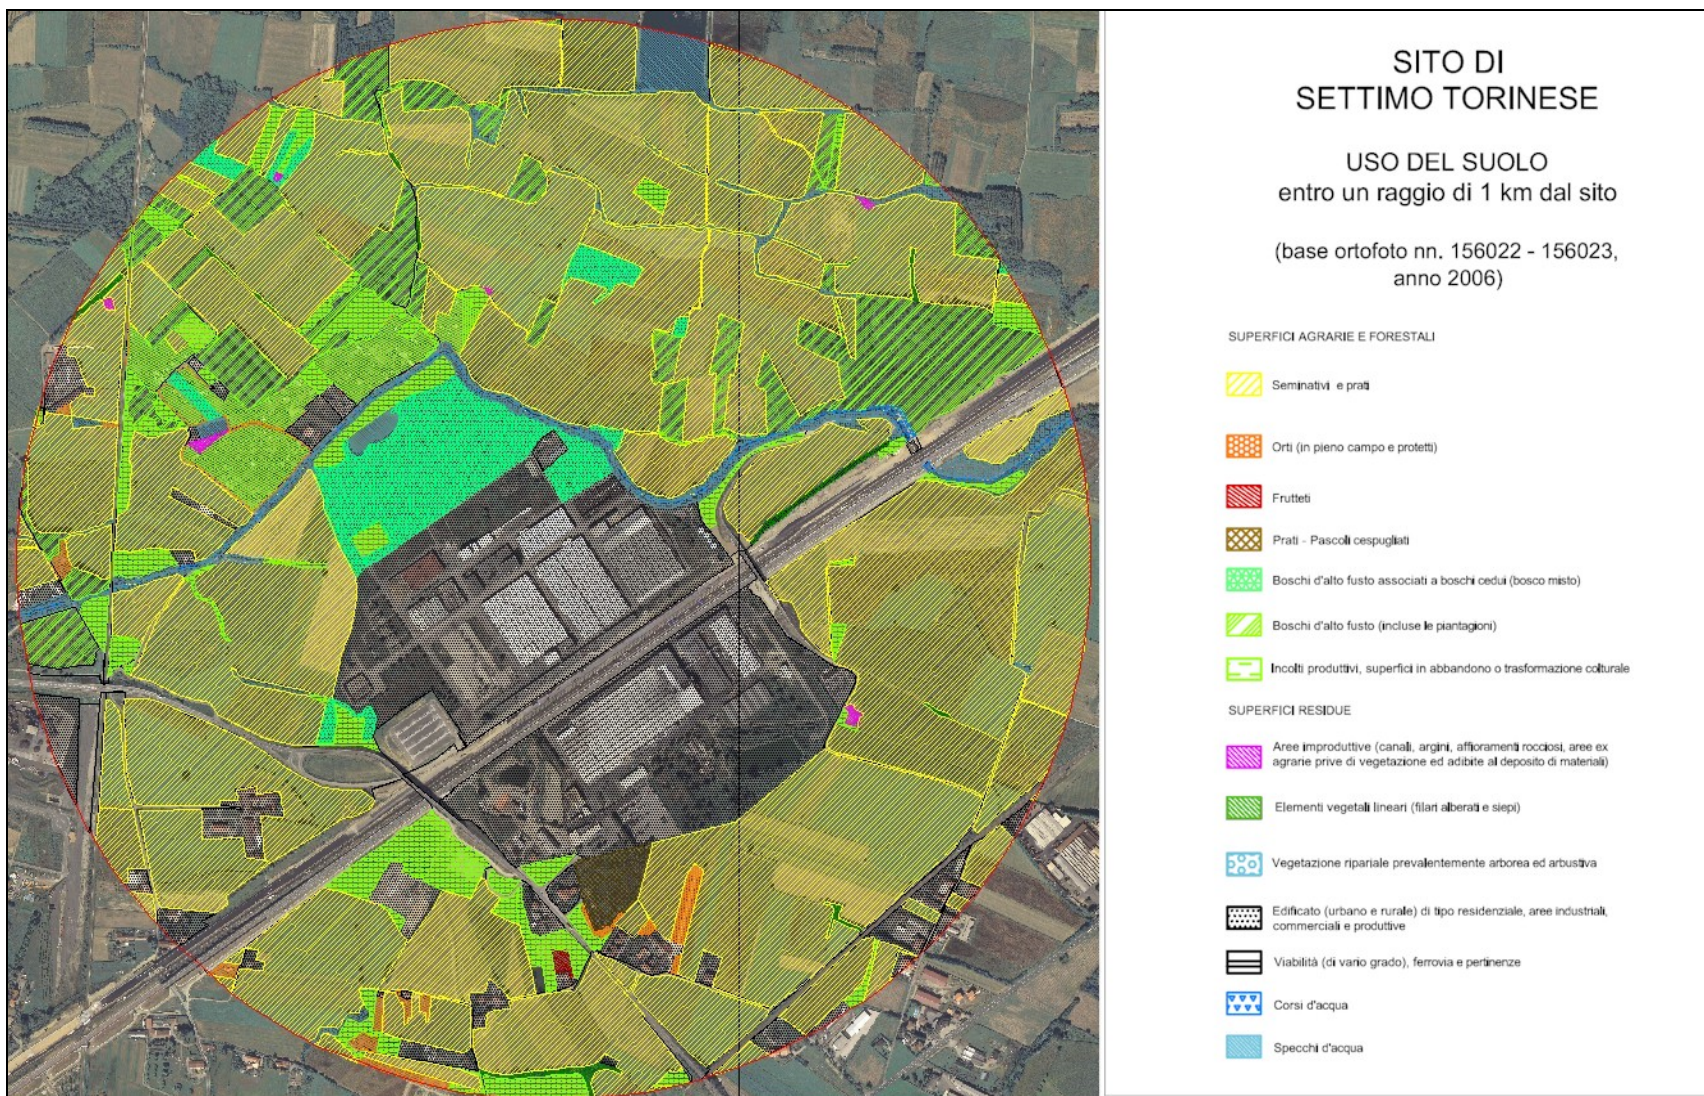 SITO DI
SETTIMO TORINESE
USO DEL SUOLO
entro un raggio di 1 km dal sito
(base ortofoto nn. 156022 - 156023,
anno 2006)
SUPERFICI AGRARIE E FORESTALI
Seminativi e prati
Orti (in pieno campo e protetti)
Frutteti
Prati - Pascoli cespugliati
Boschi d'alto fusto associati a boschi cedui (bosco misto)
Boschi d'alto fusto (incluse le piantagioni)
Incolti produttivi, superfici in abbandono o trasformazione colturale
SUPERFICI RESIDUE
Aree improduttive (canali, argini, affioramenti rocciosi, aree ex
agrarie prive di vegetazione ed adibite al deposito di materiali)
Elementi vegetali lineari (filari alberati e siepi)
Vegetazione ripariale prevalentemente arborea ed arbustiva
Edificato (urbano e rurale) di tipo residenziale, aree industriali,
commerciali e produttive
Viabilità (di vario grado), ferrovia e pertinenze
Corsi d'acqua
Specchi d'acqua